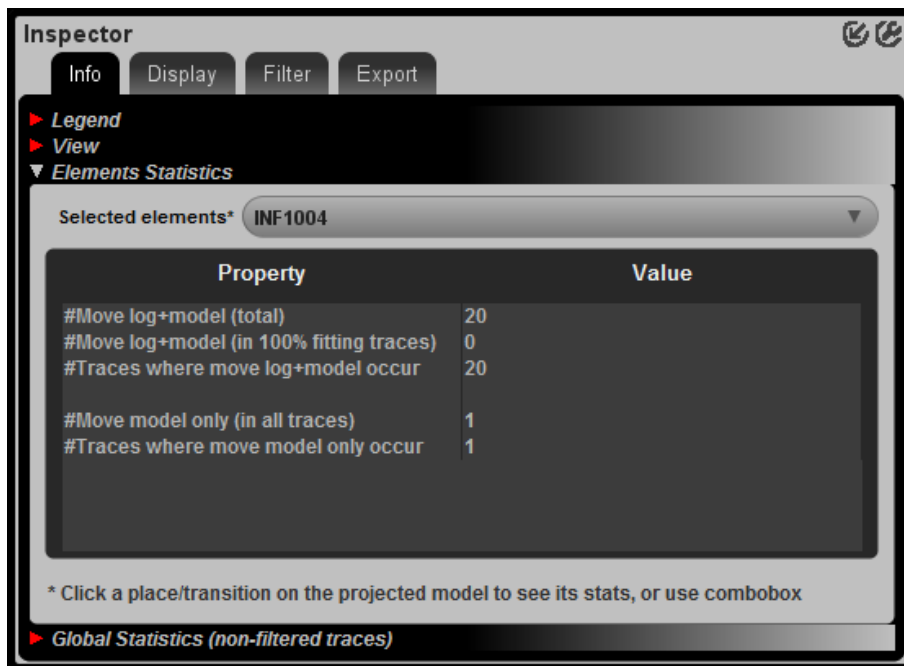 Inspector
Info Display Filter Export
Legend
View
Elements Statistics
Selected elements* INF1004
Property Value
#Move log+model (total) 20
#Move log+model (in 100% fitting traces) 0
#Traces where move log+model occur 20
#Move model only (in all traces) 1
#Traces where move model only occur 1
* Click a place/transition on the projected model to see its stats, or use combobox
Global Statistics (non-filtered traces)